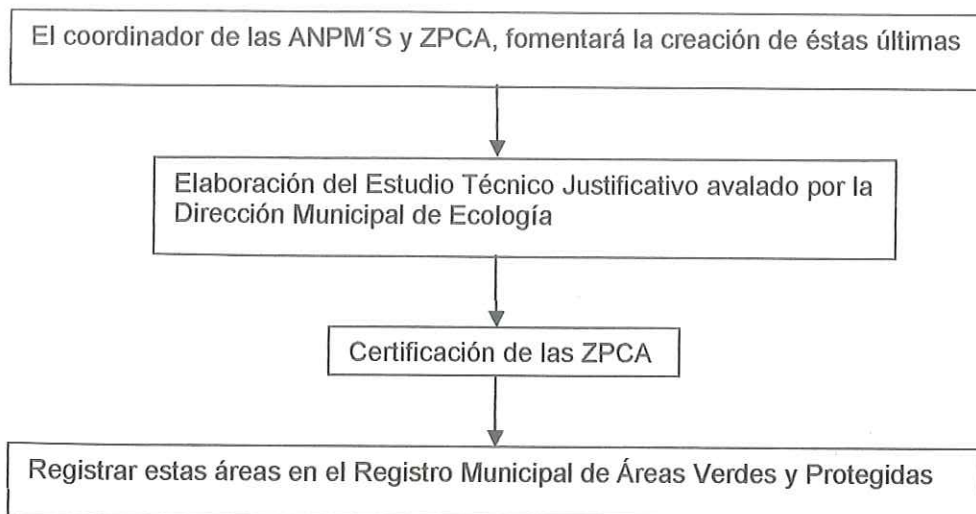 El coordinador de las ANPM´S y ZPCA, fomentará la creación de éstas últimas
Elaboración del Estudio Técnico Justificativo avalado por la
Dirección Municipal de Ecología
Certificación de las ZPCA
Registrar estas áreas en el Registro Municipal de Áreas Verdes y Protegidas